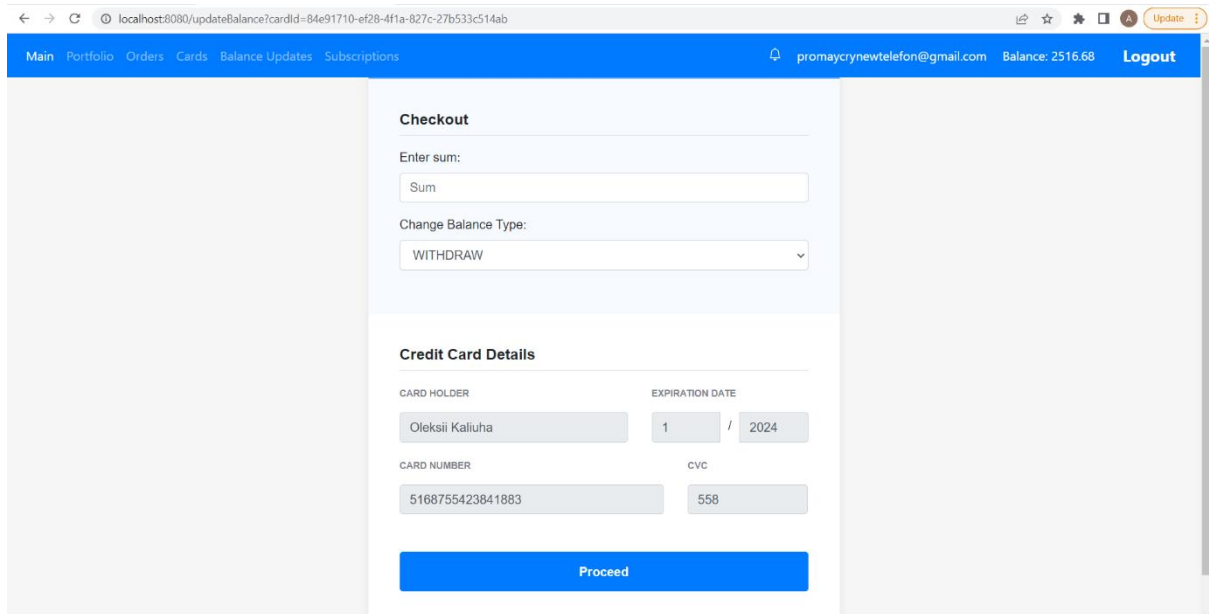 localhost:8080/updateBalance?cardId=84e91710-ef28-4f1a-827c-27b533c514ab
A
Update
Main Portfolio Orders Cards Balance Updates Subscriptions promaycrynewtelefon@gmail.com Balance: 2516.68 Logout
Checkout
Enter sum:
Sum
Change Balance Type:
WITHDRAW
Credit Card Details
CARD HOLDER EXPIRATION DATE
Oleksii Kaliuha 1 / 2024
CARD NUMBER CVC
5168755423841883 558
Proceed